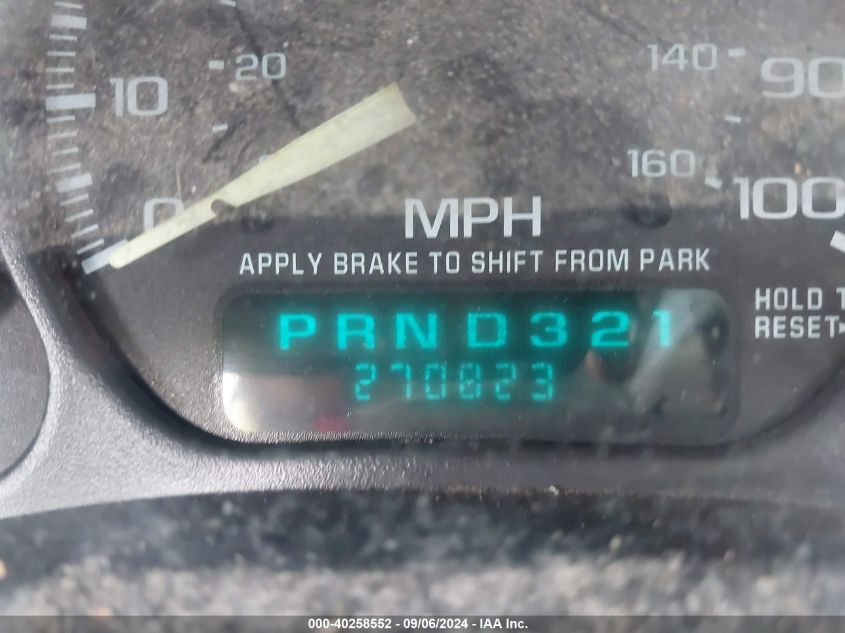 20 140 90
10
160
0 100
MPH
APPLY BRAKE TO SHIFT FROM PARK
HOLD T
RESET
PRND321
270823
000-40258552 - 09/06/2024 - IAA Inc.